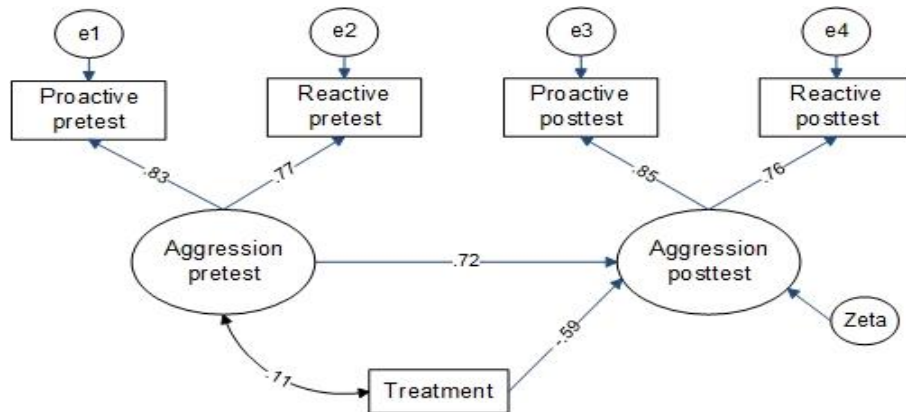 e1
e2
e3
e4
Proactive
pretest
Reactive
pretest
Proactive
posttest
Reactive
posttest
.83
.77
.85
.76
Aggression
pretest
.72
Aggression
posttest
-.59
Zeta
.11
Treatment